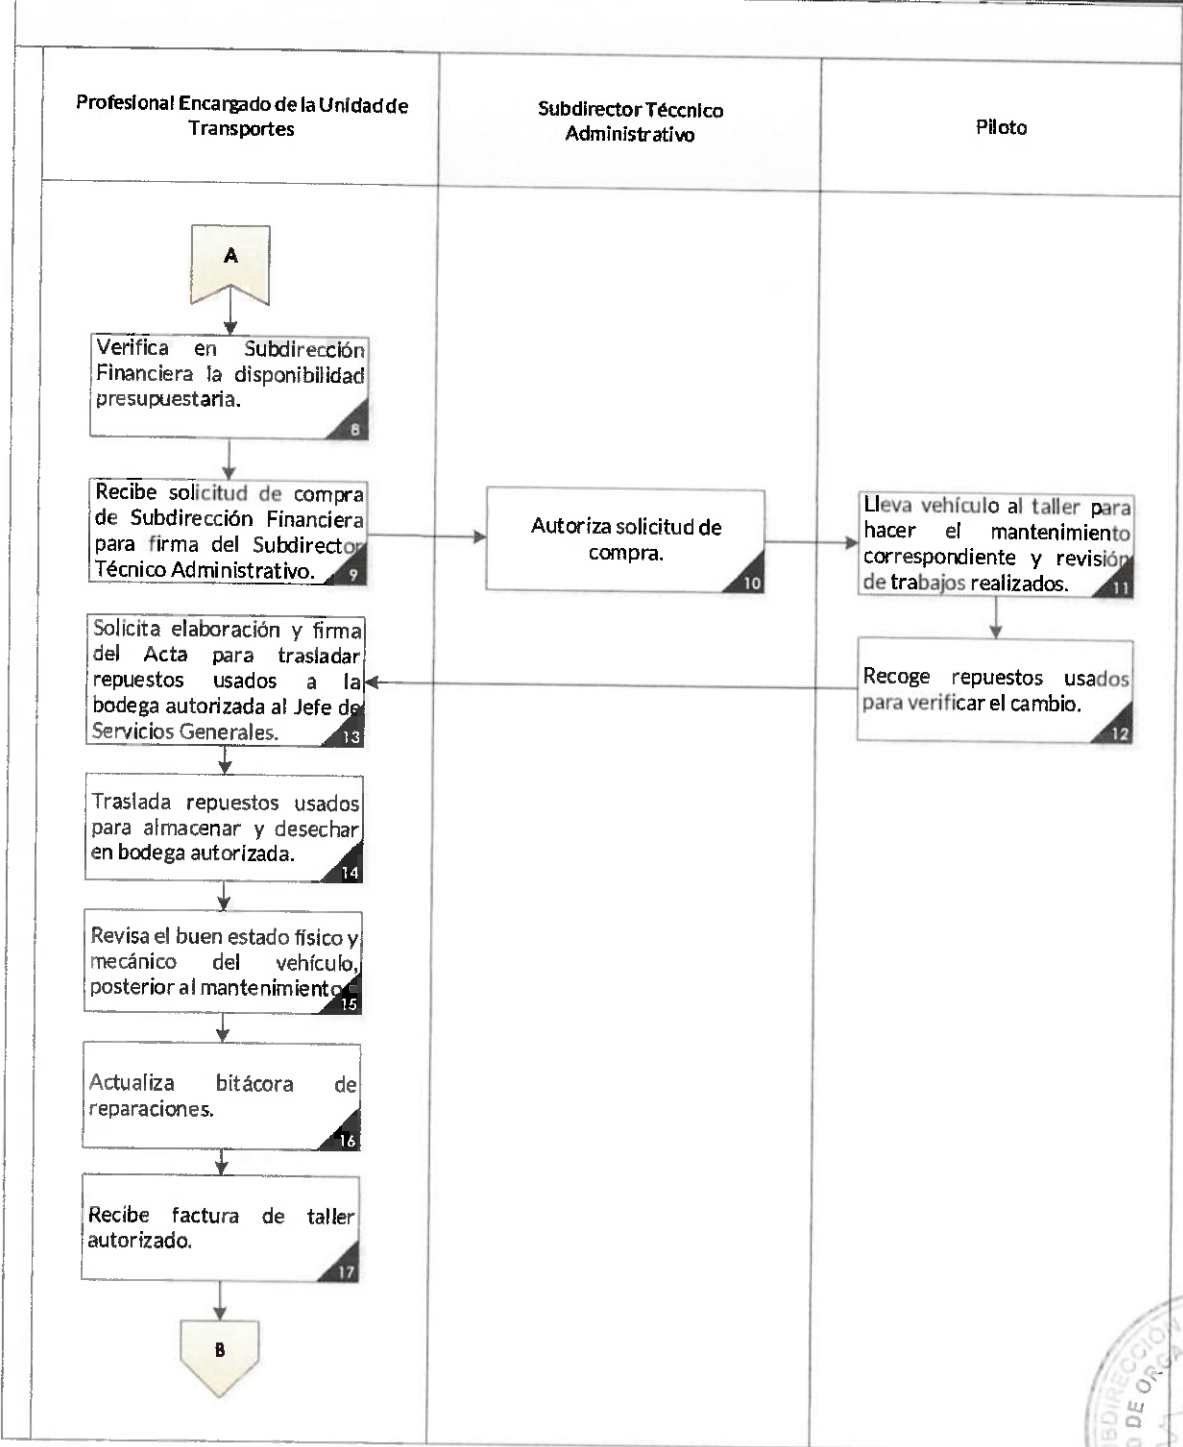 Profesional Encargado de la Unidad de
Transportes
Subdirector Téccnico
Administrativo
Piloto
A
Verifica en Subdirección
Financiera la disponibilidad
presupuestaria.
8
Recibe solicitud de compra
de Subdirección Financiera
para firma del Subdirector
Técnico Administrativo.
9
Autoriza solicitud de
compra.
10
Lleva vehículo al taller para
hacer el mantenimiento
correspondiente y revisión
de trabajos realizados.
11
Recoge repuestos usados
para verificar el cambio.
12
Solicita elaboración y firma
del Acta para trasladar
repuestos usados a la
bodega autorizada al Jefe de
Servicios Generales.
13
Traslada repuestos usados
para almacenar y desechar
en bodega autorizada.
14
Revisa el buen estado físico y
mecánico del vehículo,
posterior al mantenimiento
15
Actualiza bitácora de
reparaciones.
16
Recibe factura de taller
autorizado.
17
B
DE